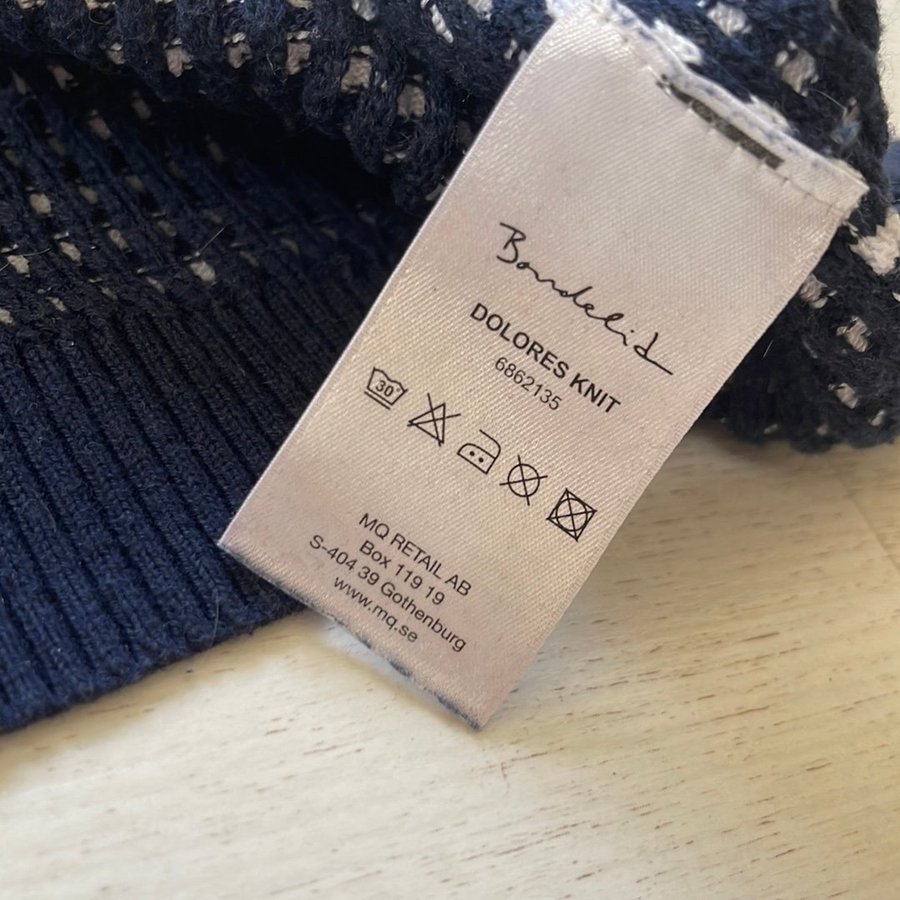 Bondelid
DOLORES KNIT
6862135
30°
MQ RETAIL AB
Box 119 19
S-404 39 Gothenburg
www.mq.se